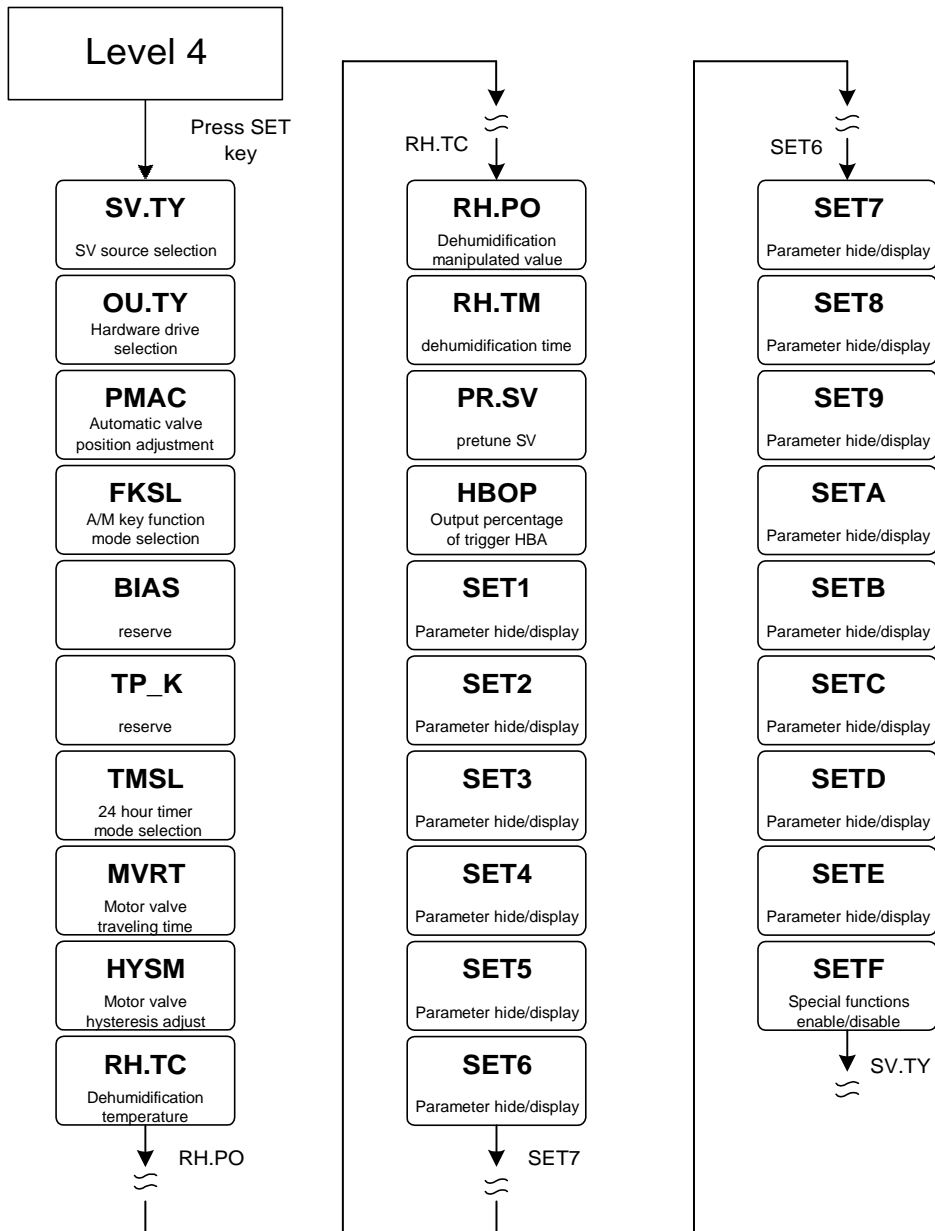 Level 4
Press SET
key
SV.TY
SV source selection
OU.TY
Hardware drive
selection
PMAC
Automatic valve
position adjustment
FKSL
A/M key function
mode selection
BIAS
reserve
TP_K
reserve
TMSL
24 hour timer
mode selection
MVRT
Motor valve
traveling time
HYSM
Motor valve
hysteresis adjust
RH.TC
Dehumidification
temperature
RH.PO
RH.TC
RH.PO
Dehumidification
manipulated value
RH.TM
dehumidification time
PR.SV
pretune SV
HBOP
Output percentage
of trigger HBA
SET1
Parameter hide/display
SET2
Parameter hide/display
SET3
Parameter hide/display
SET4
Parameter hide/display
SET5
Parameter hide/display
SET6
Parameter hide/display
SET7
SET6
SET7
Parameter hide/display
SET8
Parameter hide/display
SET9
Parameter hide/display
SETA
Parameter hide/display
SETB
Parameter hide/display
SETC
Parameter hide/display
SETD
Parameter hide/display
SETE
Parameter hide/display
SETF
Special functions
enable/disable
SV.TY